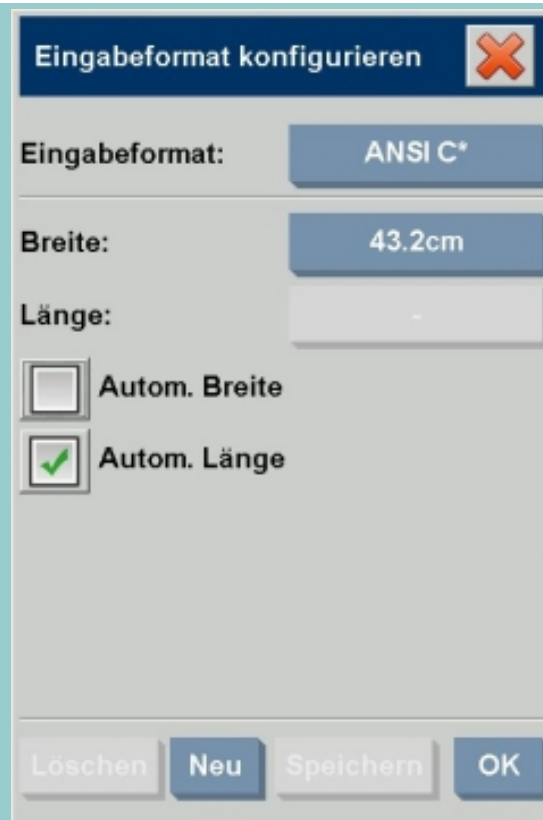 Eingabeformat konfigurieren
Eingabeformat: ANSI C*
Breite: 43.2cm
Länge: -
Autom. Breite
Autom. Länge
Löschen Neu Speichern OK